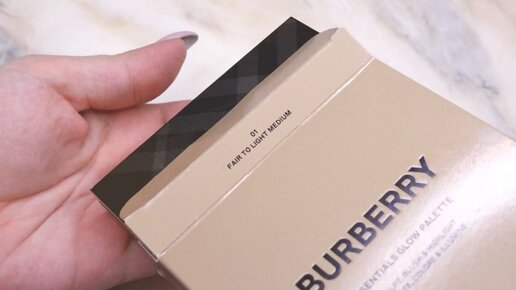 01
FAIR TO LIGHT MEDIUM
BURBERRY
ESSENTIALS GLOW PALETTE
BLUSH & HIGHLIGHT